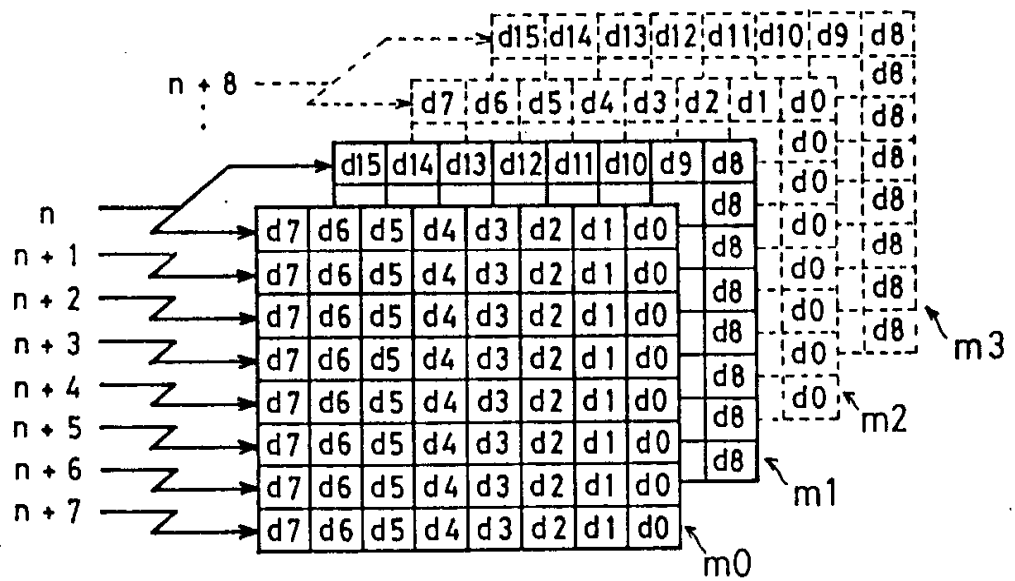 d15 d14 d13 d12 d11 d10 d9 d8
d8
n + 8
d7 d6 d5 d4 d3 d2 d1 d0
d8
d0
d8
d15 d14 d13 d12 d11 d10 d9 d8
d0
d8
n
d8
d0
d8
d7 d6 d5 d4 d3 d2 d1 d0
n + 1
d8
d0
d8
d7 d6 d5 d4 d3 d2 d1 d0
n + 2
d8
d0
d8
d7 d6 d5 d4 d3 d2 d1 d0
n + 3
d8
d0
m3
d7 d6 d5 d4 d3 d2 d1 d0
n + 4
d8
d0
d7 d6 d5 d4 d3 d2 d1 d0
m2
n + 5
d8
d7 d6 d5 d4 d3 d2 d1 d0
n + 6
d8
d7 d6 d5 d4 d3 d2 d1 d0
m1
n + 7
d7 d6 d5 d4 d3 d2 d1 d0
m0